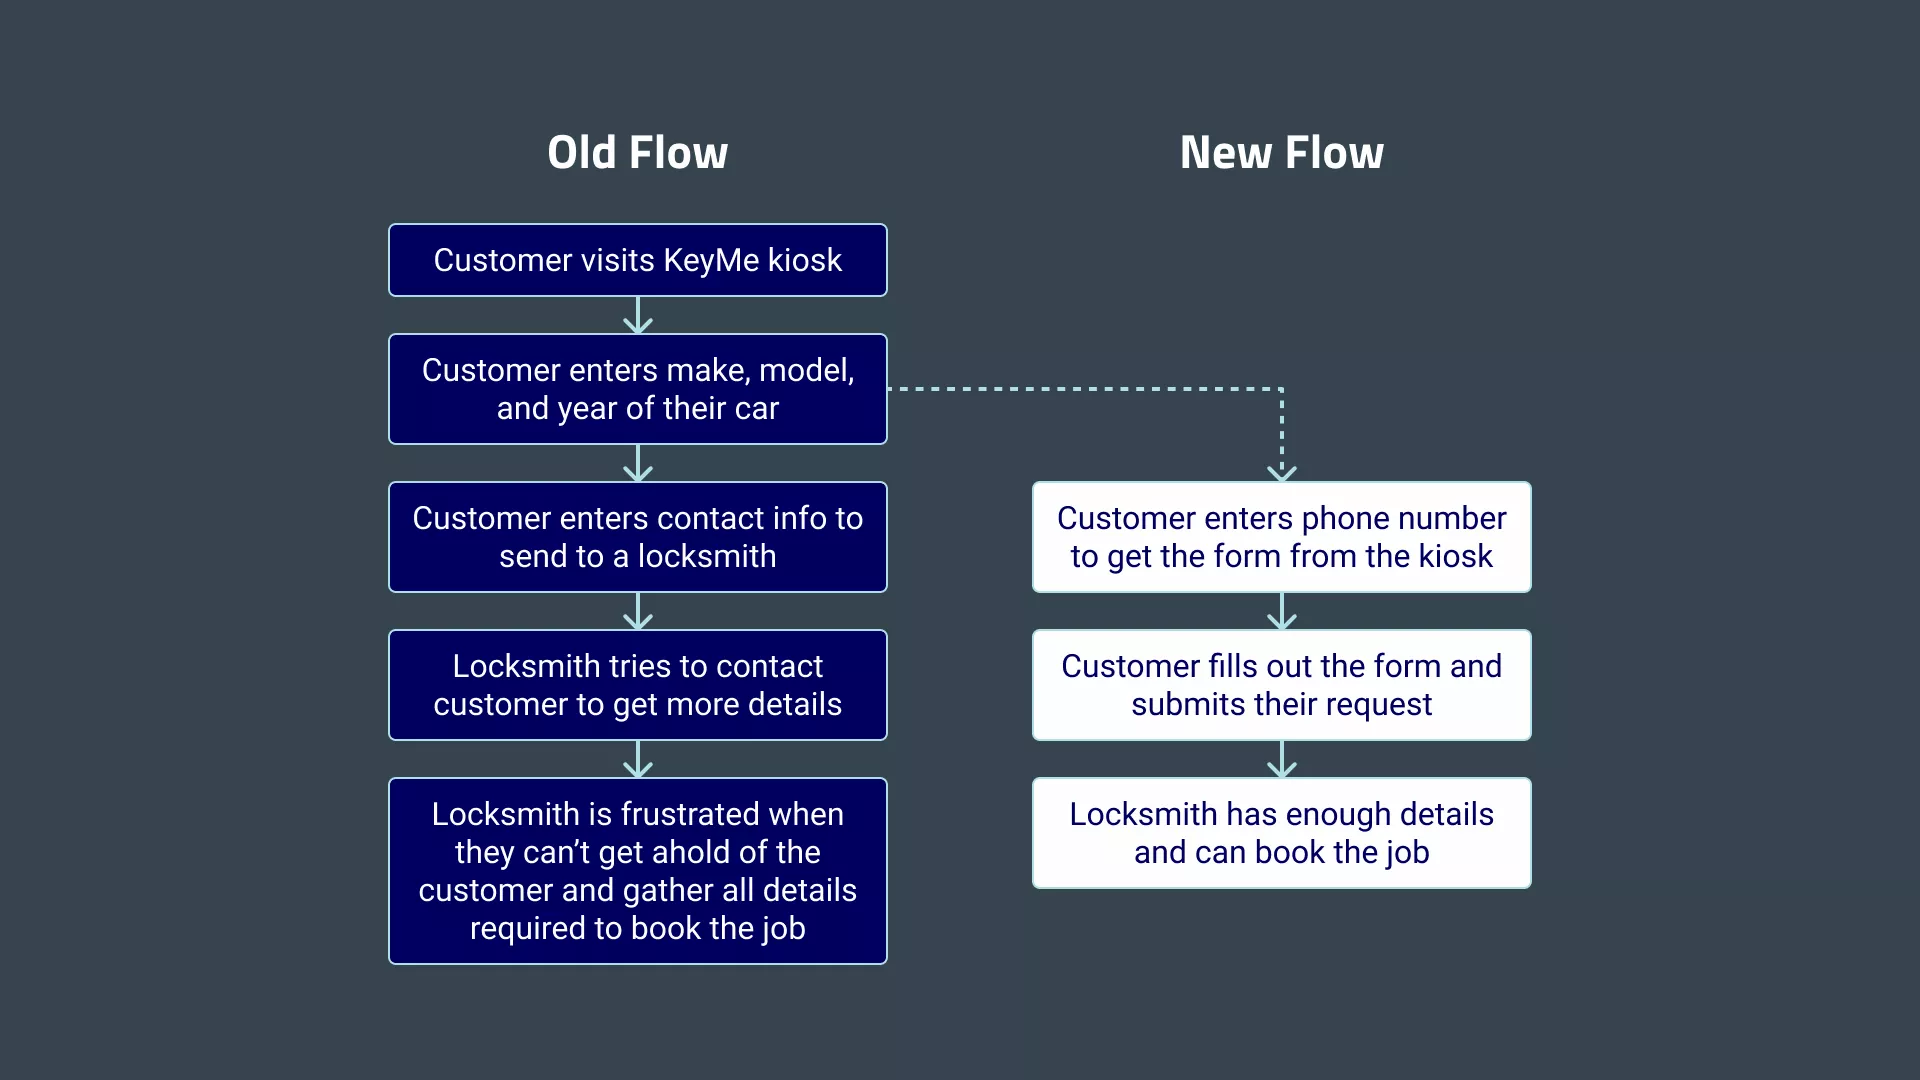 Old Flow
Customer visits KeyMe kiosk
Customer enters make, model,
and year of their car
Customer enters contact info to
send to a locksmith
Locksmith tries to contact
customer to get more details
Locksmith is frustrated when
they can’t get ahold of the
customer and gather all details
required to book the job
New Flow
Customer enters phone number
to get the form from the kiosk
Customer fills out the form and
submits their request
Locksmith has enough details
and can book the job